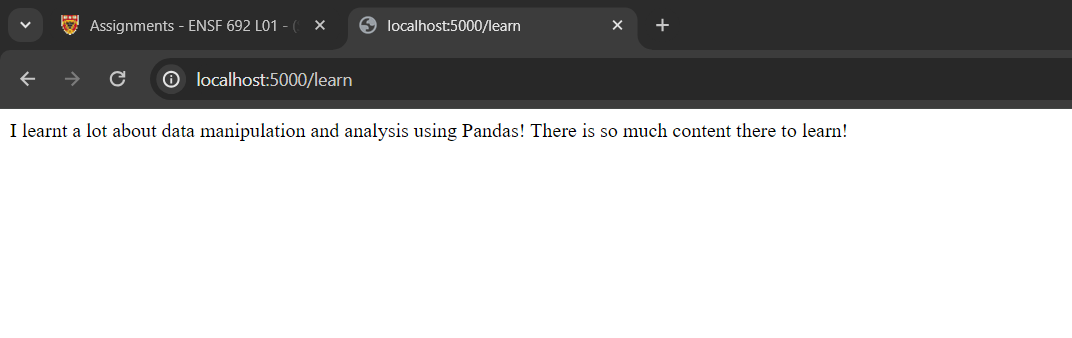 Assignments - ENSF 692 L01 - (
localhost:5000/learn
localhost:5000/learn
I learnt a lot about data manipulation and analysis using Pandas! There is so much content there to learn!